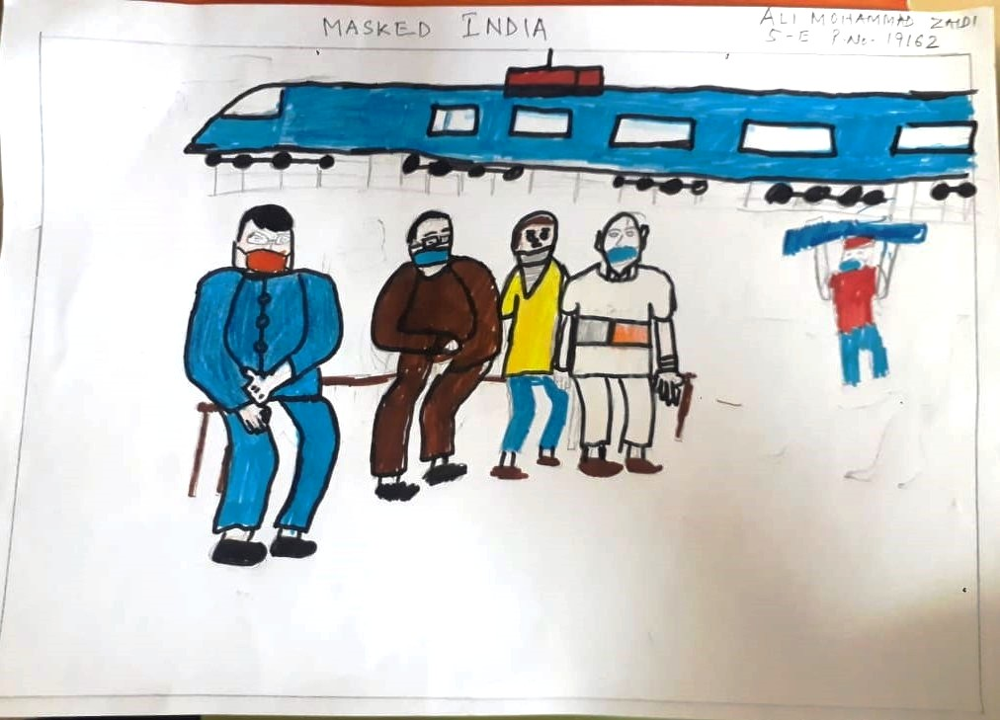 MASKED INDIA
ALI MOHAMMAD ZAIDI
5-E P.No- 19162